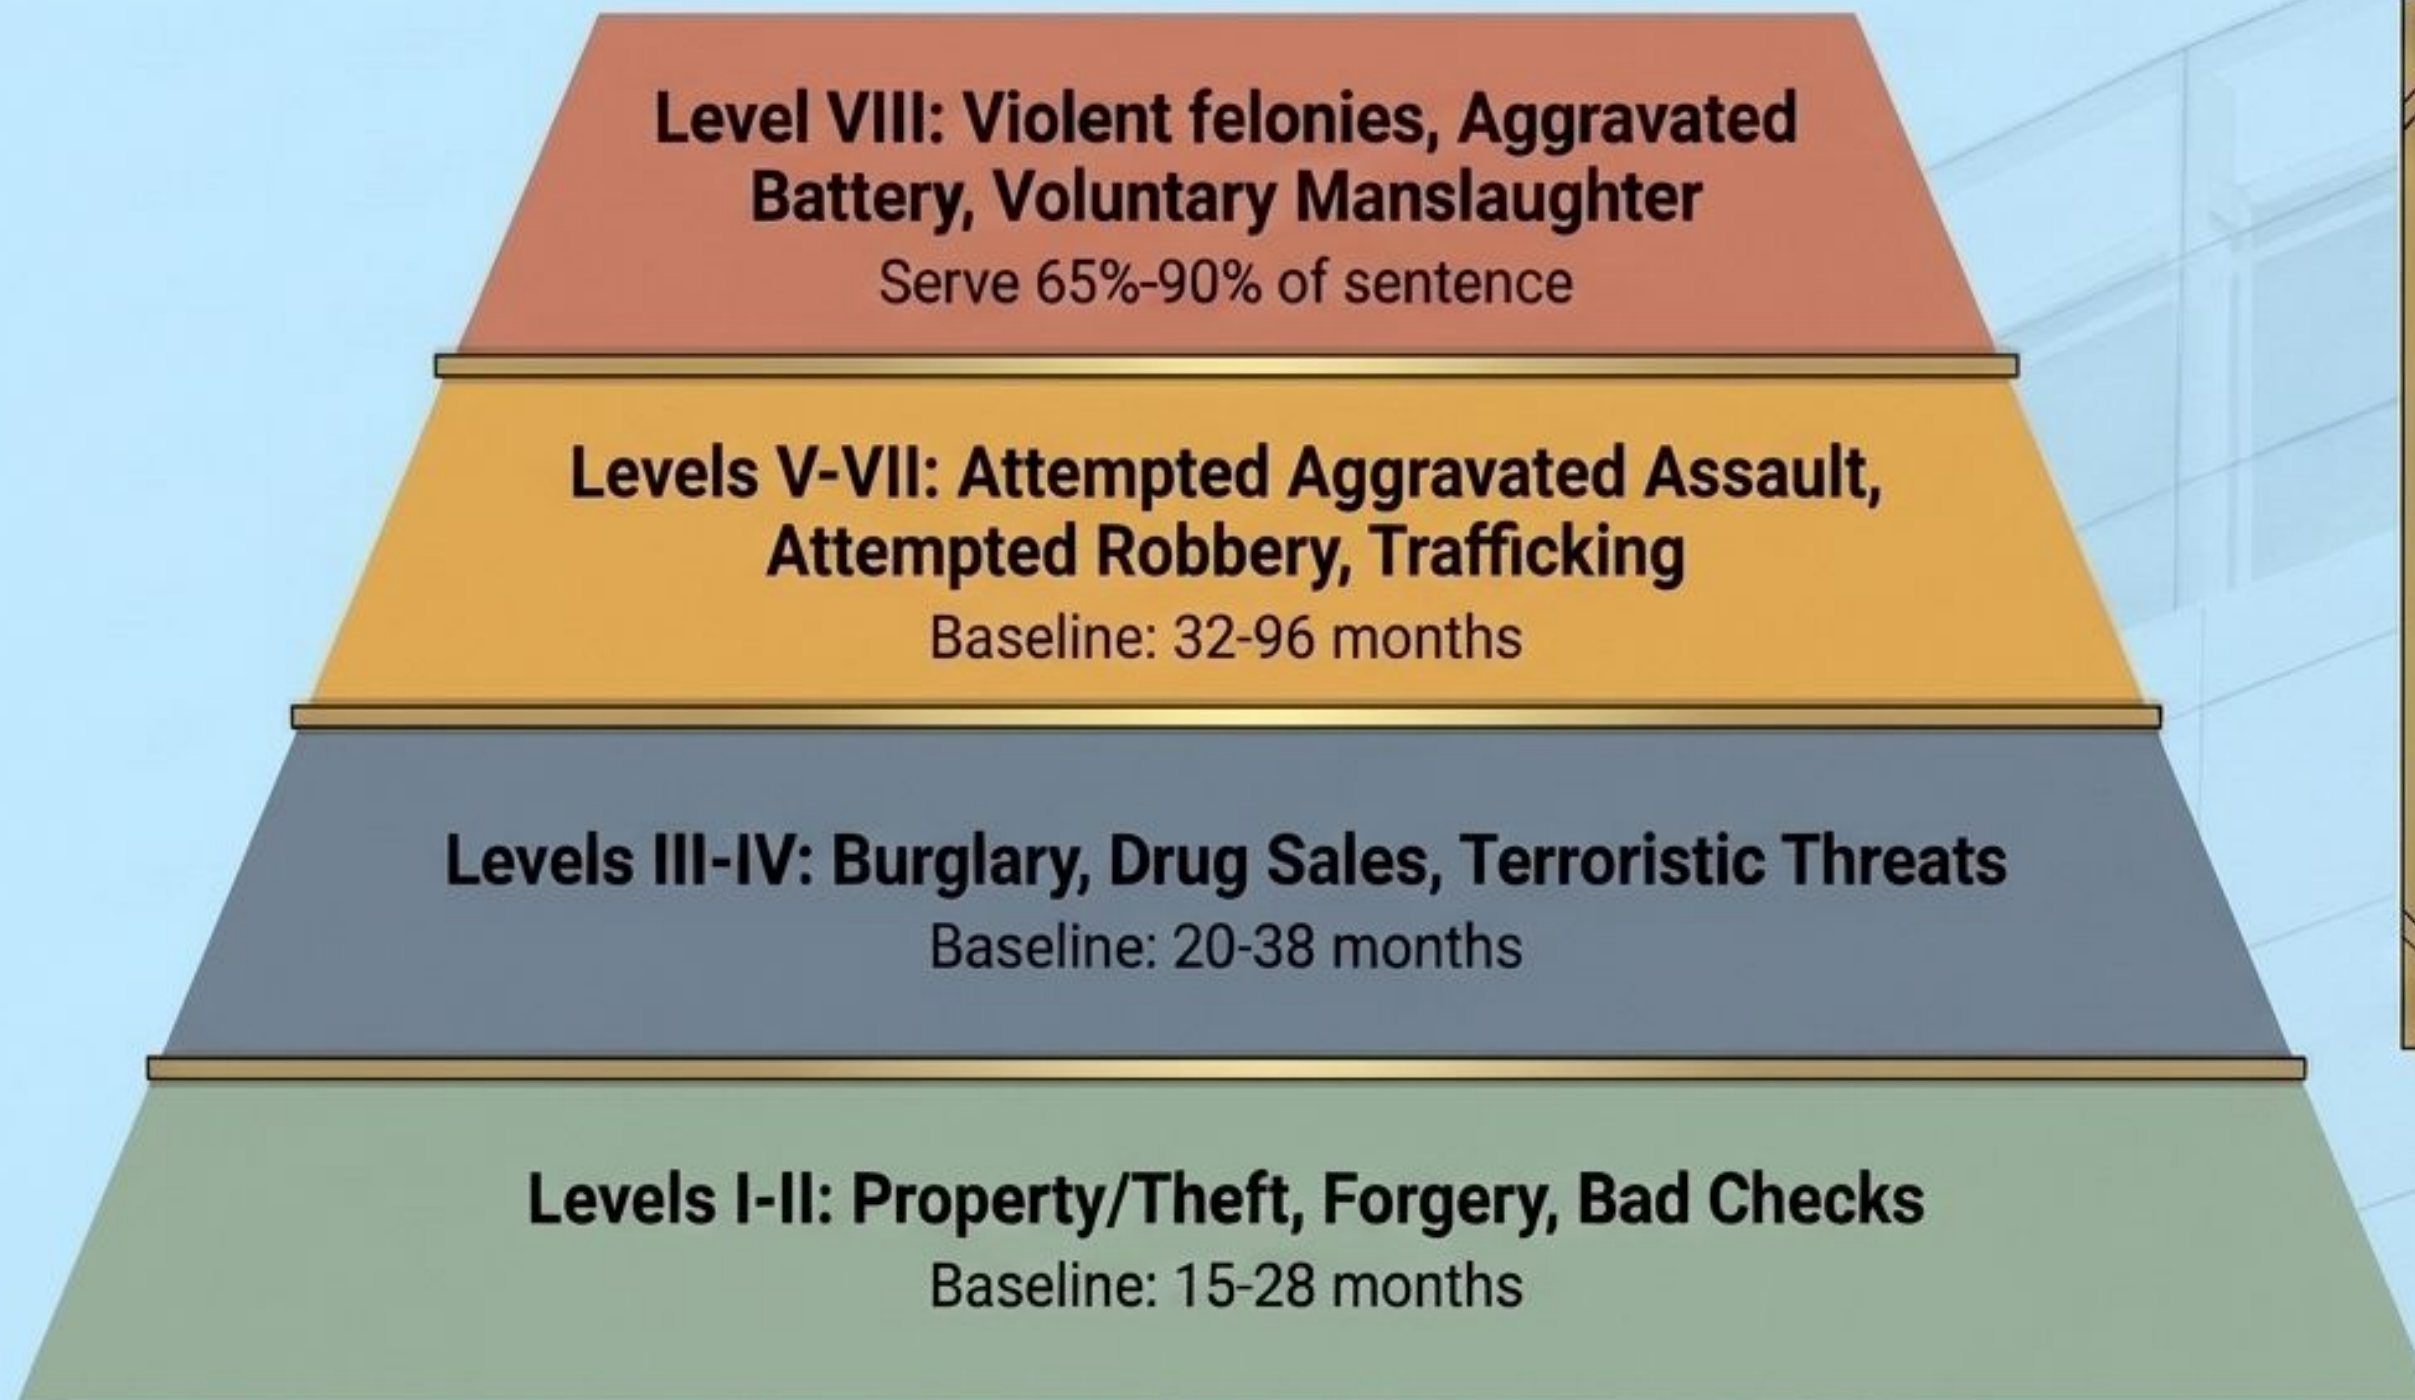 Level VIII: Violent felonies, Aggravated
Battery, Voluntary Manslaughter
Serve 65%-90% of sentence
Levels V-VII: Attempted Aggravated Assault,
Attempted Robbery, Trafficking
Baseline: 32-96 months
Levels III-IV: Burglary, Drug Sales, Terroristic Threats
Baseline: 20-38 months
Levels I-II: Property/Theft, Forgery, Bad Checks
Baseline: 15-28 months